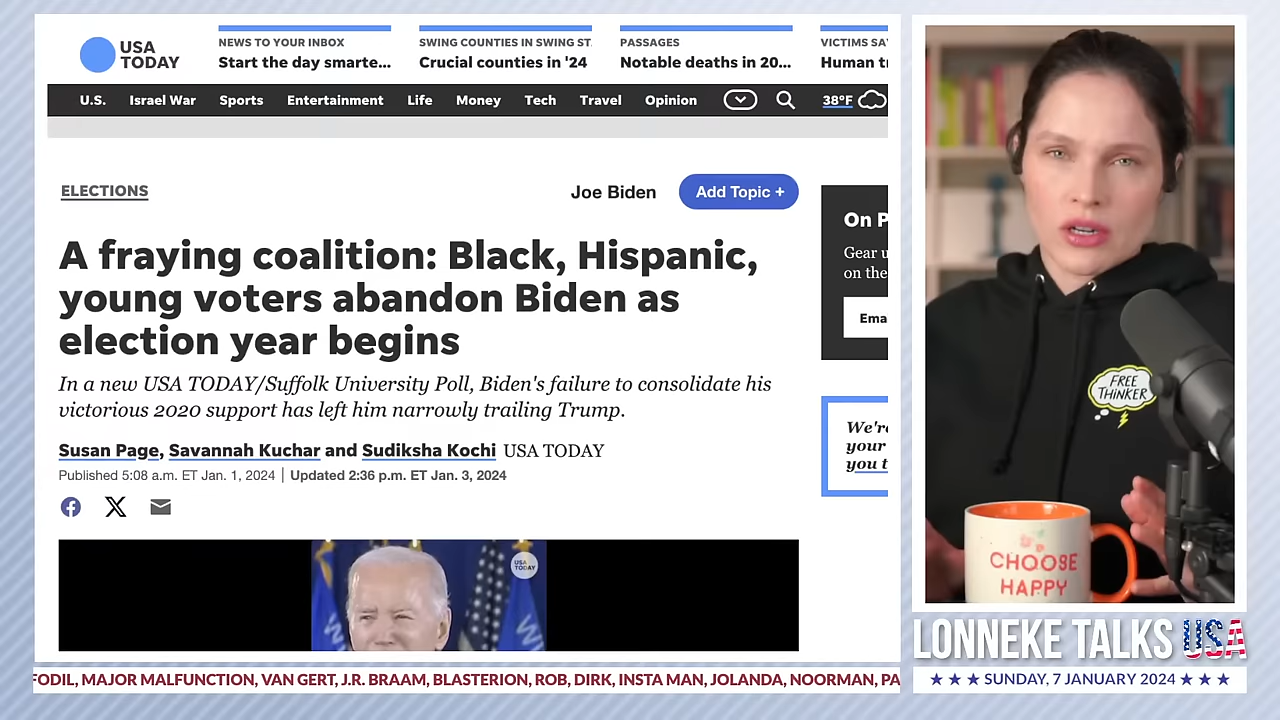 USA
TODAY
NEWS TO YOUR INBOX
Start the day smarte...
SWING COUNTIES IN SWING ST
Crucial counties in '24
PASSAGES
Notable deaths in 20...
VICTIMS SA
Human
U.S. Israel War Sports Entertainment Life Money Tech Travel Opinion 38°F
ELECTIONS
Joe Biden Add Topic +
A fraying coalition: Black, Hispanic,
young voters abandon Biden as
election year begins
In a new USA TODAY/Suffolk University Poll, Biden's failure to consolidate his
victorious 2020 support has left him narrowly trailing Trump.
Susan Page, Savannah Kuchar and Sudiksha Kochi USA TODAY
Published 5:08 a.m. ET Jan. 1, 2024 | Updated 2:36 p.m. ET Jan. 3, 2024
On P
Gear u
on the
Ema
We're
your
you t
USA
TODAY
FREE
THINKER
CHOOSE
HAPPY
LONNEKE TALKS USA
★ ★ ★ SUNDAY, 7 JANUARY 2024 ★ ★ ★
FODIL, MAJOR MALFUNCTION, VAN GERT, J.R. BRAAM, BLASTERION, ROB, DIRK, INSTA MAN, JOLANDA, NOORMAN, PA